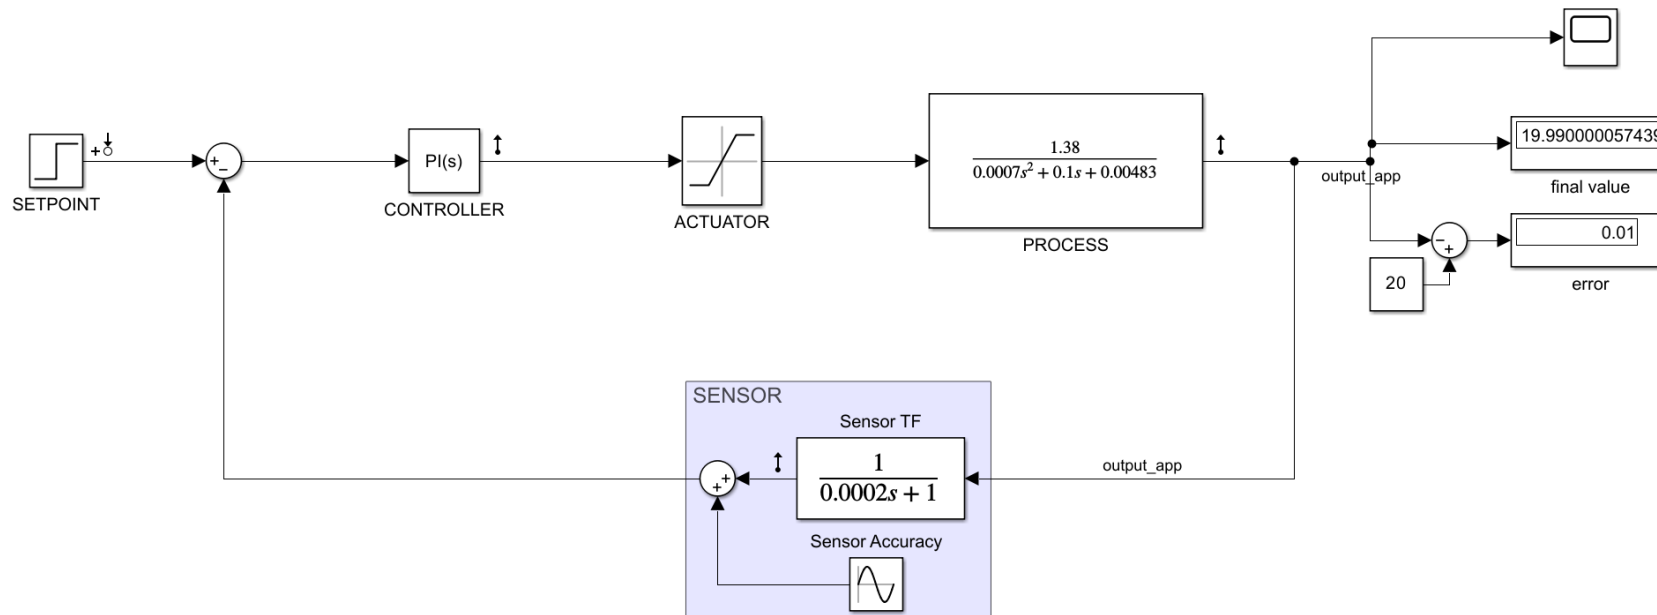 SETPOINT
PI(s)
CONTROLLER
ACTUATOR
1.38
0.0007s² + 0.1s + 0.00483
PROCESS
output_app
19.990000057439
final value
0.01
error
20
SENSOR
Sensor TF
1
0.0002s + 1
output_app
Sensor Accuracy